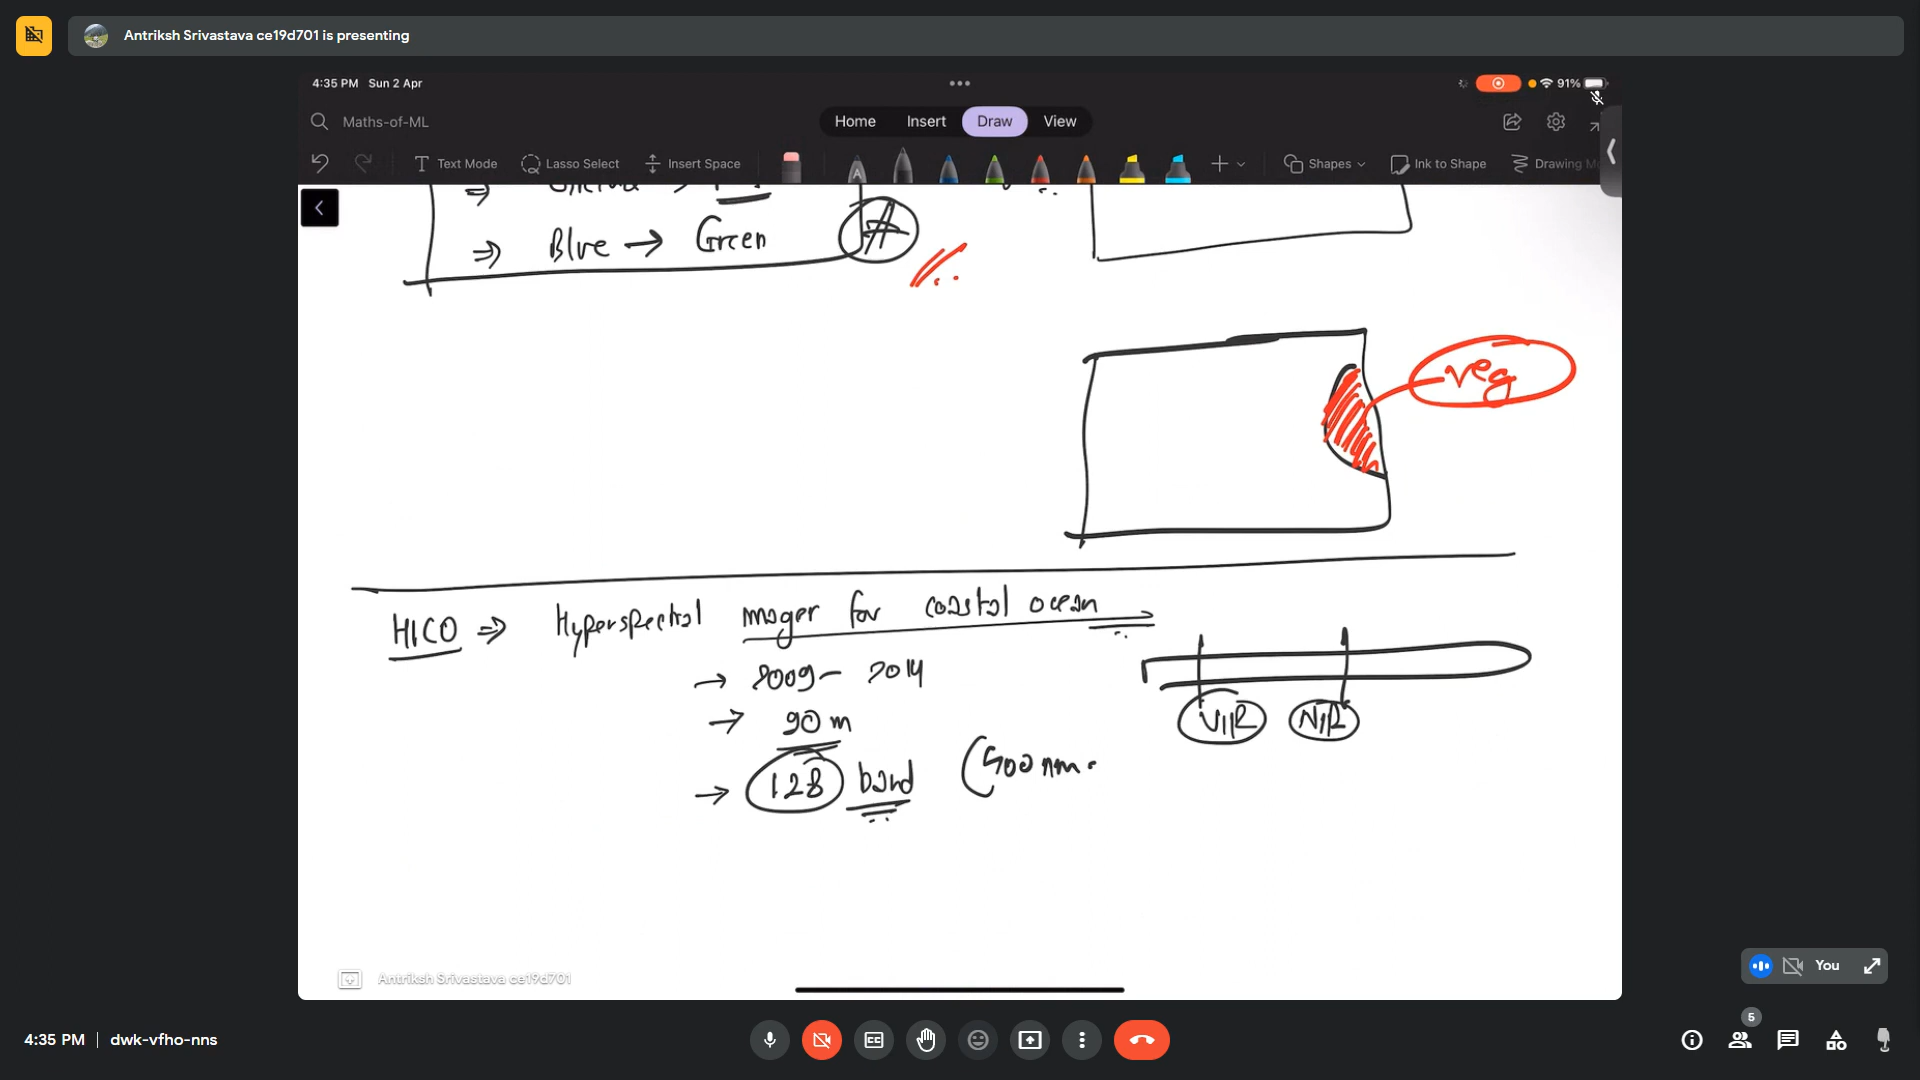 Antriksh Srivastava ce19d701 is presenting
4:35 PM Sun 2 Apr
91%
Maths-of-ML
Home Insert Draw View
Text Mode Lasso Select Insert Space
Shapes Ink to Shape Drawing
⇒ Blue → Green #
veg
HICO ⇒ Hyperspectral imager for coastal ocean
→ 2009 - 2014
→ 90 m
VIR NIR
→ 128 band (400 nm.
Antriksh Srivastava ce19d701
You
4:35 PM | dwk-vfho-nns
5